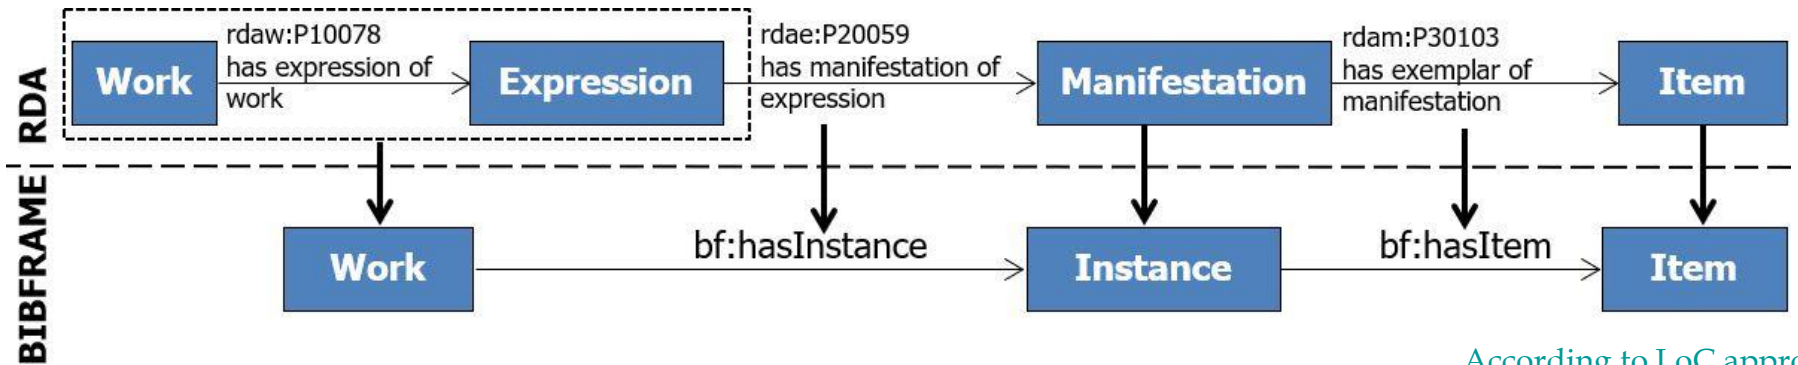 RDA
Work
rdaw:P10078
has expression of
work
Expression
rdae:P20059
has manifestation of
expression
Manifestation
rdam:P30103
has exemplar of
manifestation
Item
BIBFRAME
Work
bf:hasInstance
Instance
bf:hasItem
Item
According to LoC